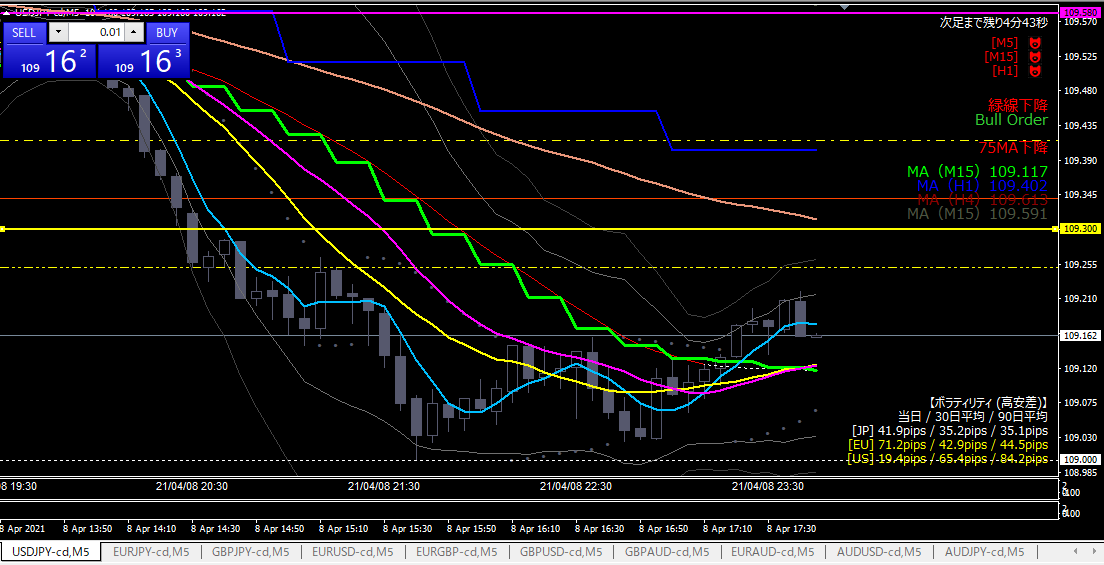 USDJPY-cd,M5
SELL
0.01
BUY
109 16 2
109 16 3
次足まで残り4分43秒
[M5]
[M15]
[H1]
緑線下降
Bull Order
75MA下降
MA（M15）109.117
MA（H1）109.402
MA（H4）109.613
MA（M15）109.591
109.580
109.570
109.525
109.480
109.435
109.390
109.345
109.300
109.255
109.210
109.162
109.120
109.075
109.030
109.000
108.985
【ボラティリティ (高安差)】
当日 / 30日平均 / 90日平均
[JP] 41.9pips / 35.2pips / 35.1pips
[EU] 71.2pips / 42.9pips / 44.5pips
[US] 19.4pips / 65.4pips / 84.2pips
08 19:30
21/04/08 20:30
21/04/08 21:30
21/04/08 22:30
21/04/08 23:30
8 Apr 2021
8 Apr 13:50
8 Apr 14:10
8 Apr 14:30
8 Apr 14:50
8 Apr 15:10
8 Apr 15:30
8 Apr 15:50
8 Apr 16:10
8 Apr 16:30
8 Apr 16:50
8 Apr 17:10
8 Apr 17:30
USDJPY-cd,M5
EURJPY-cd,M5
GBPJPY-cd,M5
EURUSD-cd,M5
EURGBP-cd,M5
GBPUSD-cd,M5
GBPAUD-cd,M5
EURAUD-cd,M5
AUDUSD-cd,M5
AUDJPY-cd,M5